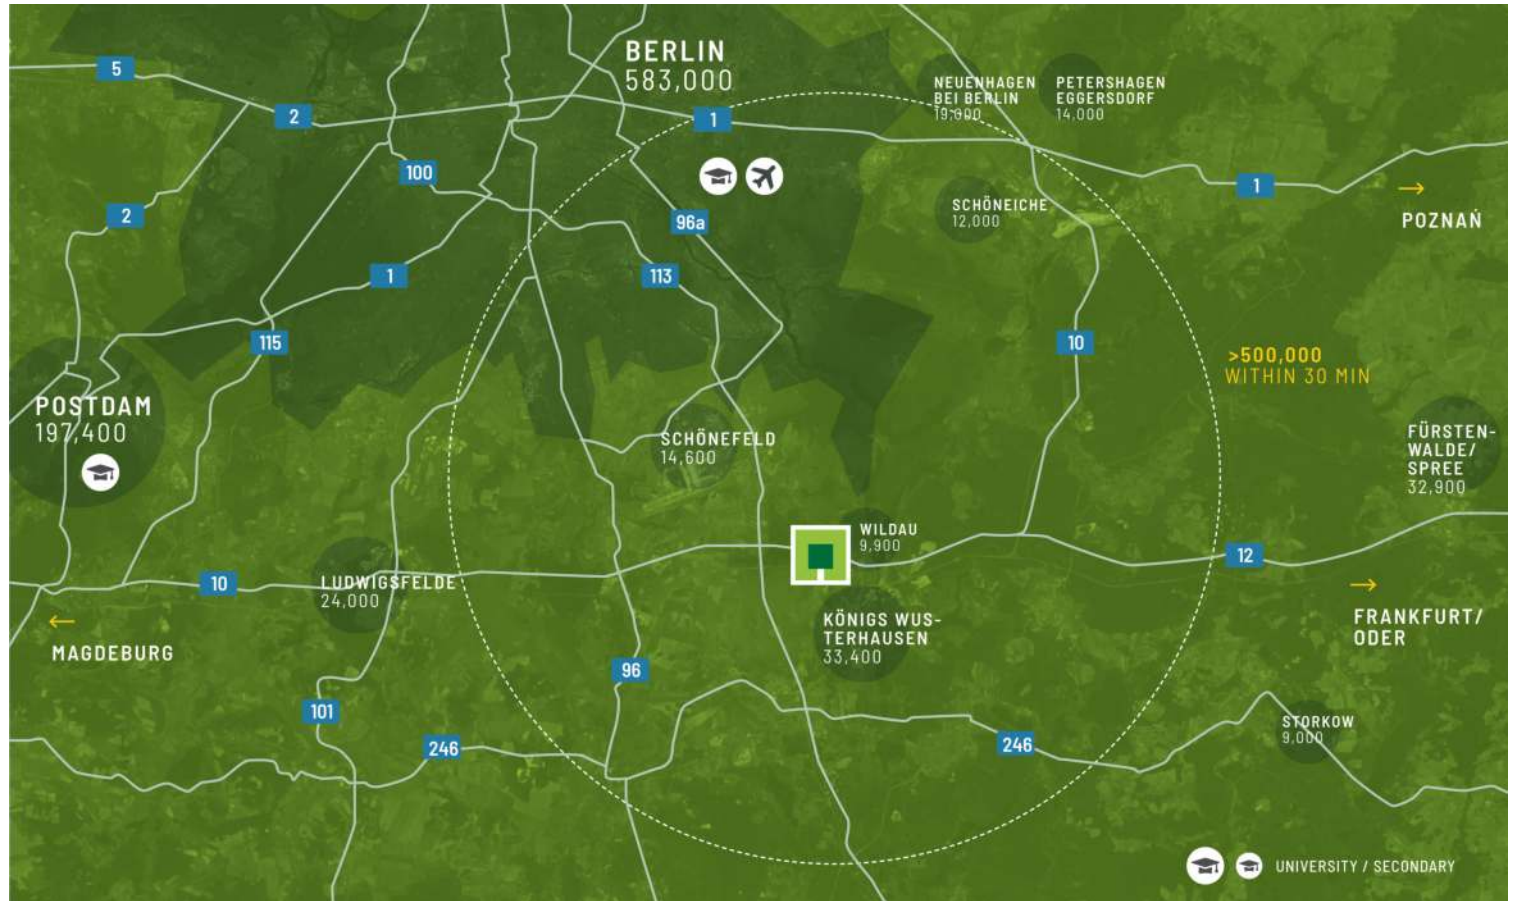 BERLIN
583,000
5
2
1
100
2
96a
1
113
115
10
1
NEUENHAGEN
BEI BERLIN
19,000
PETERSHAGEN
EGGERSDORF
14,000
SCHÖNEICHE
12,000
POZNAŃ
>500,000
WITHIN 30 MIN
POSTDAM
197,400
SCHÖNEFELD
14,600
FÜRSTEN-
WALDE/
SPREE
32,900
WILDAU
9,900
12
10
LUDWIGSFELDE
24,000
KÖNIGS WUS-
TERHAUSEN
33,400
FRANKFURT/
ODER
MAGDEBURG
96
101
246
246
STORKOW
9,000
UNIVERSITY / SECONDARY